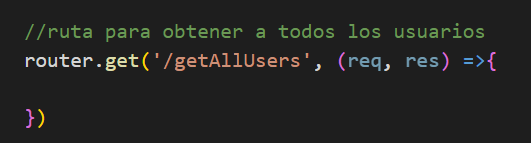 //ruta para obtener a todos los usuarios
router.get('/getAllUsers', (req, res) =>{
})